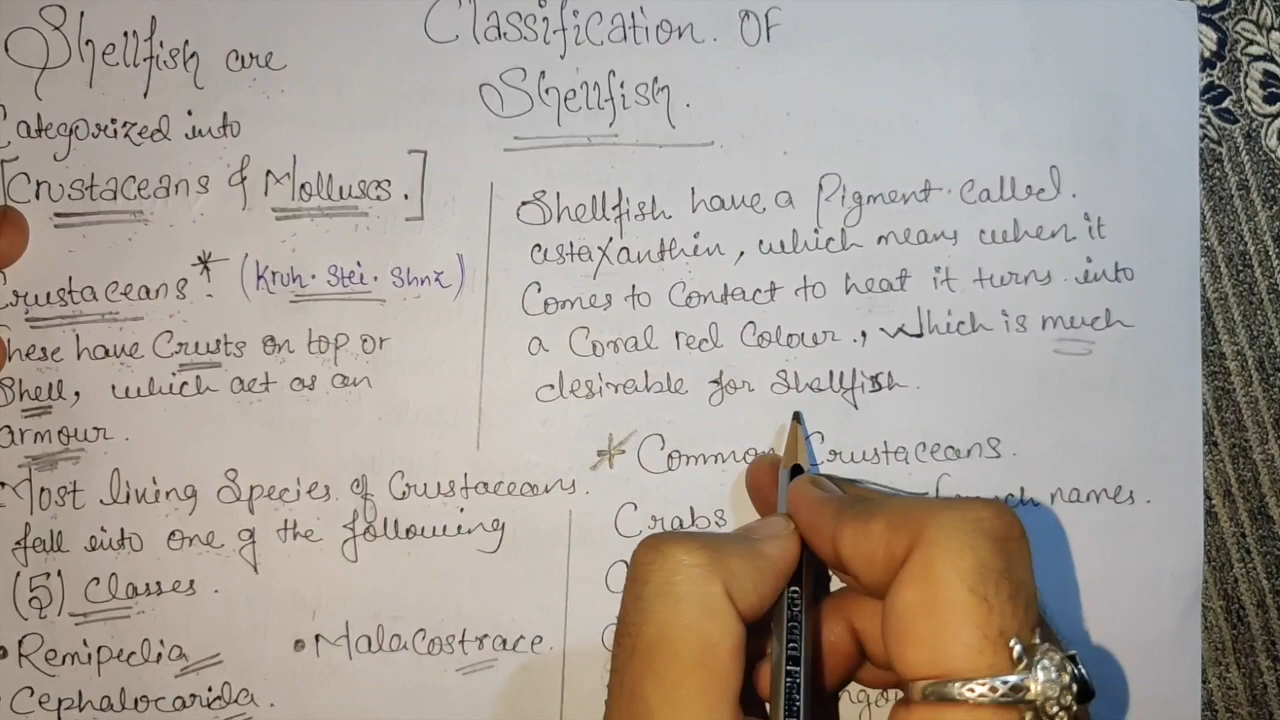 Classification. OF
Shellfish.
Shellfish are
Categorized into
[Crustaceans & Molluscs.]
Crustaceans* : (Kruh. Stei. Shnz)
These have Crusts on top or
Shell, which act as an
armour.
Most living Species of Crustaceans.
fall into one of the following
(5) Classes.
• Remipedia
• Malacostrace.
• Cephalocarida.
Shellfish have a Pigment. Called.
astaxanthin, which means when it
Comes to Contact to heat it turns into
a Coral red Colour., which is much
desirable for Shellfish.
* Common Crustaceans.
names.
Crabs